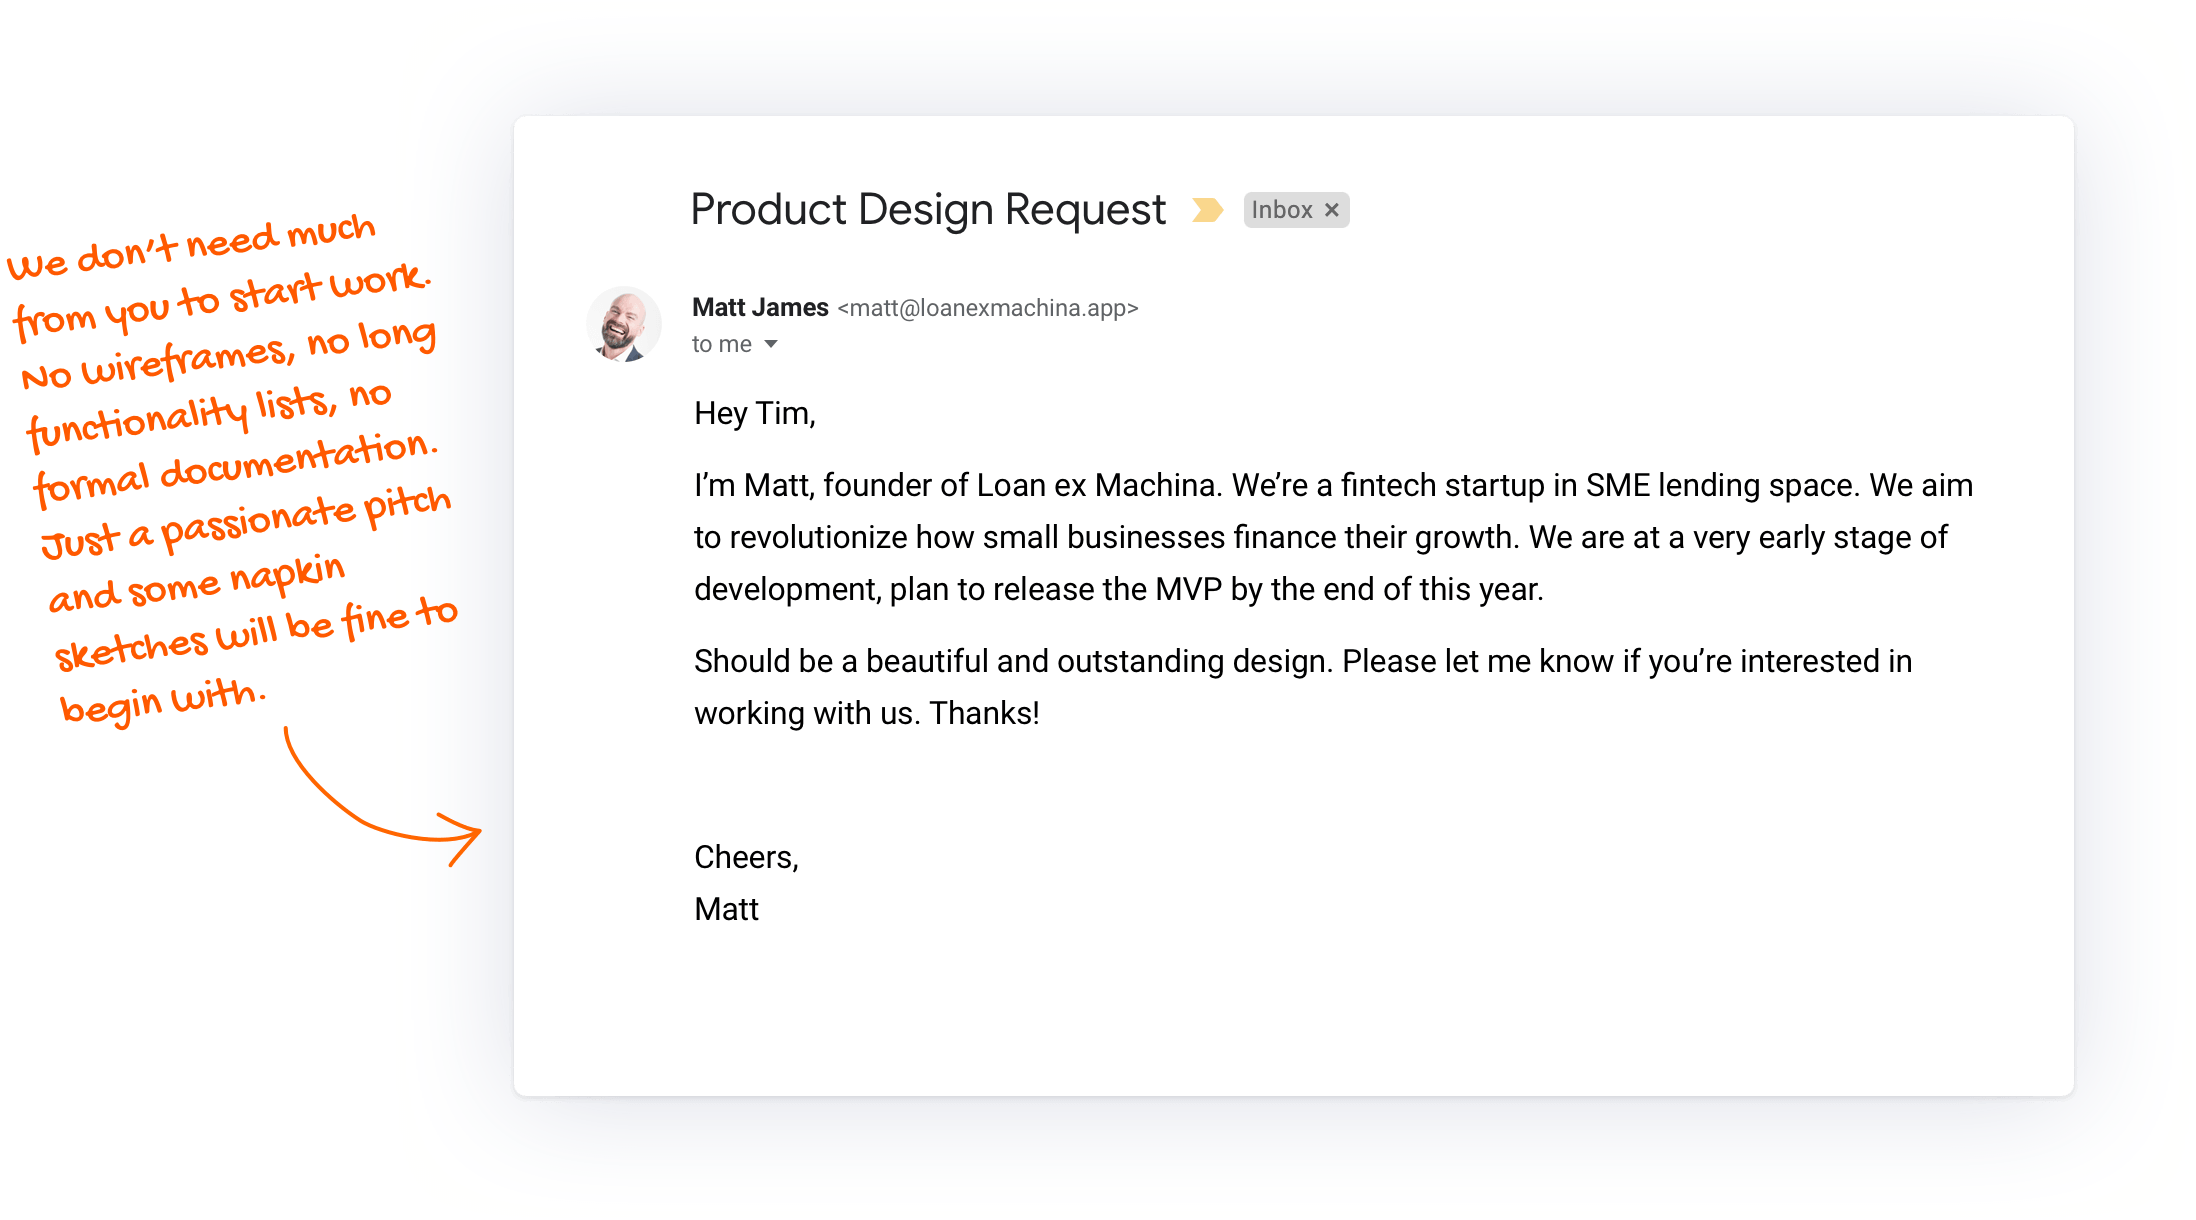 We don't need much
from you to start work.
No wireframes, no long
functionality lists, no
formal documentation.
Just a passionate pitch
and some napkin
sketches will be fine to
begin with.
Product Design Request
Inbox ×
Matt James <matt@loanexmachina.app>
to me
Hey Tim,
I’m Matt, founder of Loan ex Machina. We’re a fintech startup in SME lending space. We aim
to revolutionize how small businesses finance their growth. We are at a very early stage of
development, plan to release the MVP by the end of this year.
Should be a beautiful and outstanding design. Please let me know if you’re interested in
working with us. Thanks!
Cheers,
Matt